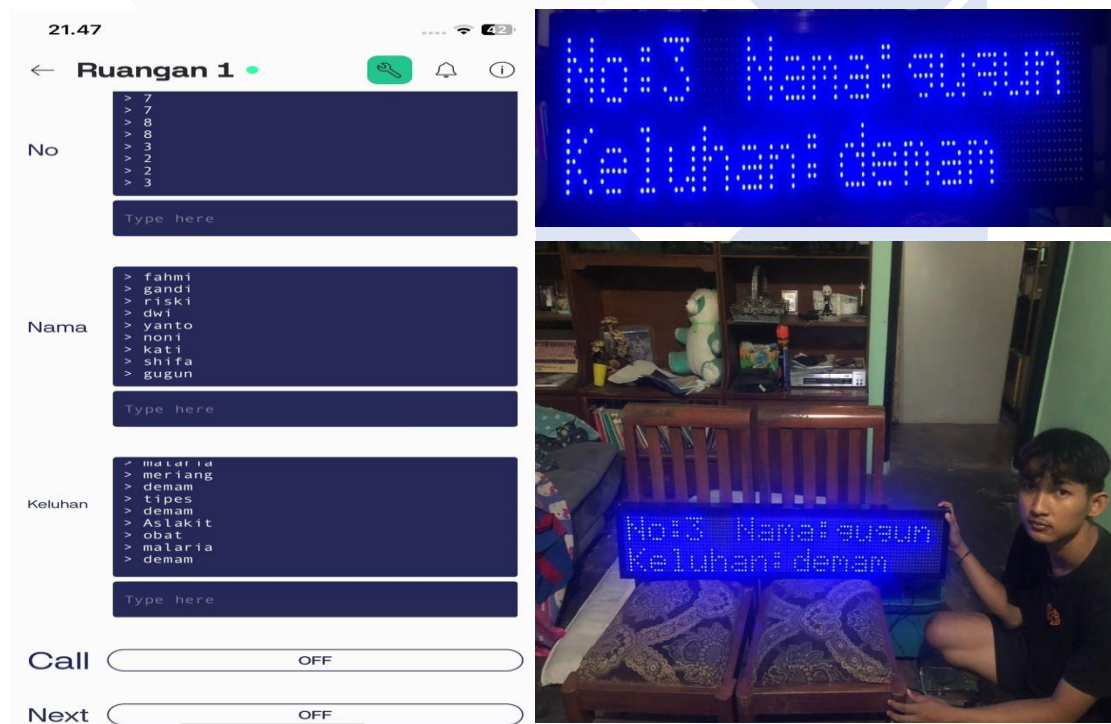 21.47
42
Ruangan 1
No
> 7
> 7
> 8
> 8
> 3
> 2
> 2
> 3
Type here
Nama
> fahmi
> gandi
> riski
> dwi
> yanto
> noni
> kati
> shifa
> gugun
Type here
Keluhan
> malaria
> meriang
> demam
> tipes
> demam
> Aslakit
> obat
> malaria
> demam
Type here
Call OFF
Next OFF
No:3 Nama:gugun
Keluhan:demam
No:3 Nama:gugun
Keluhan:demam